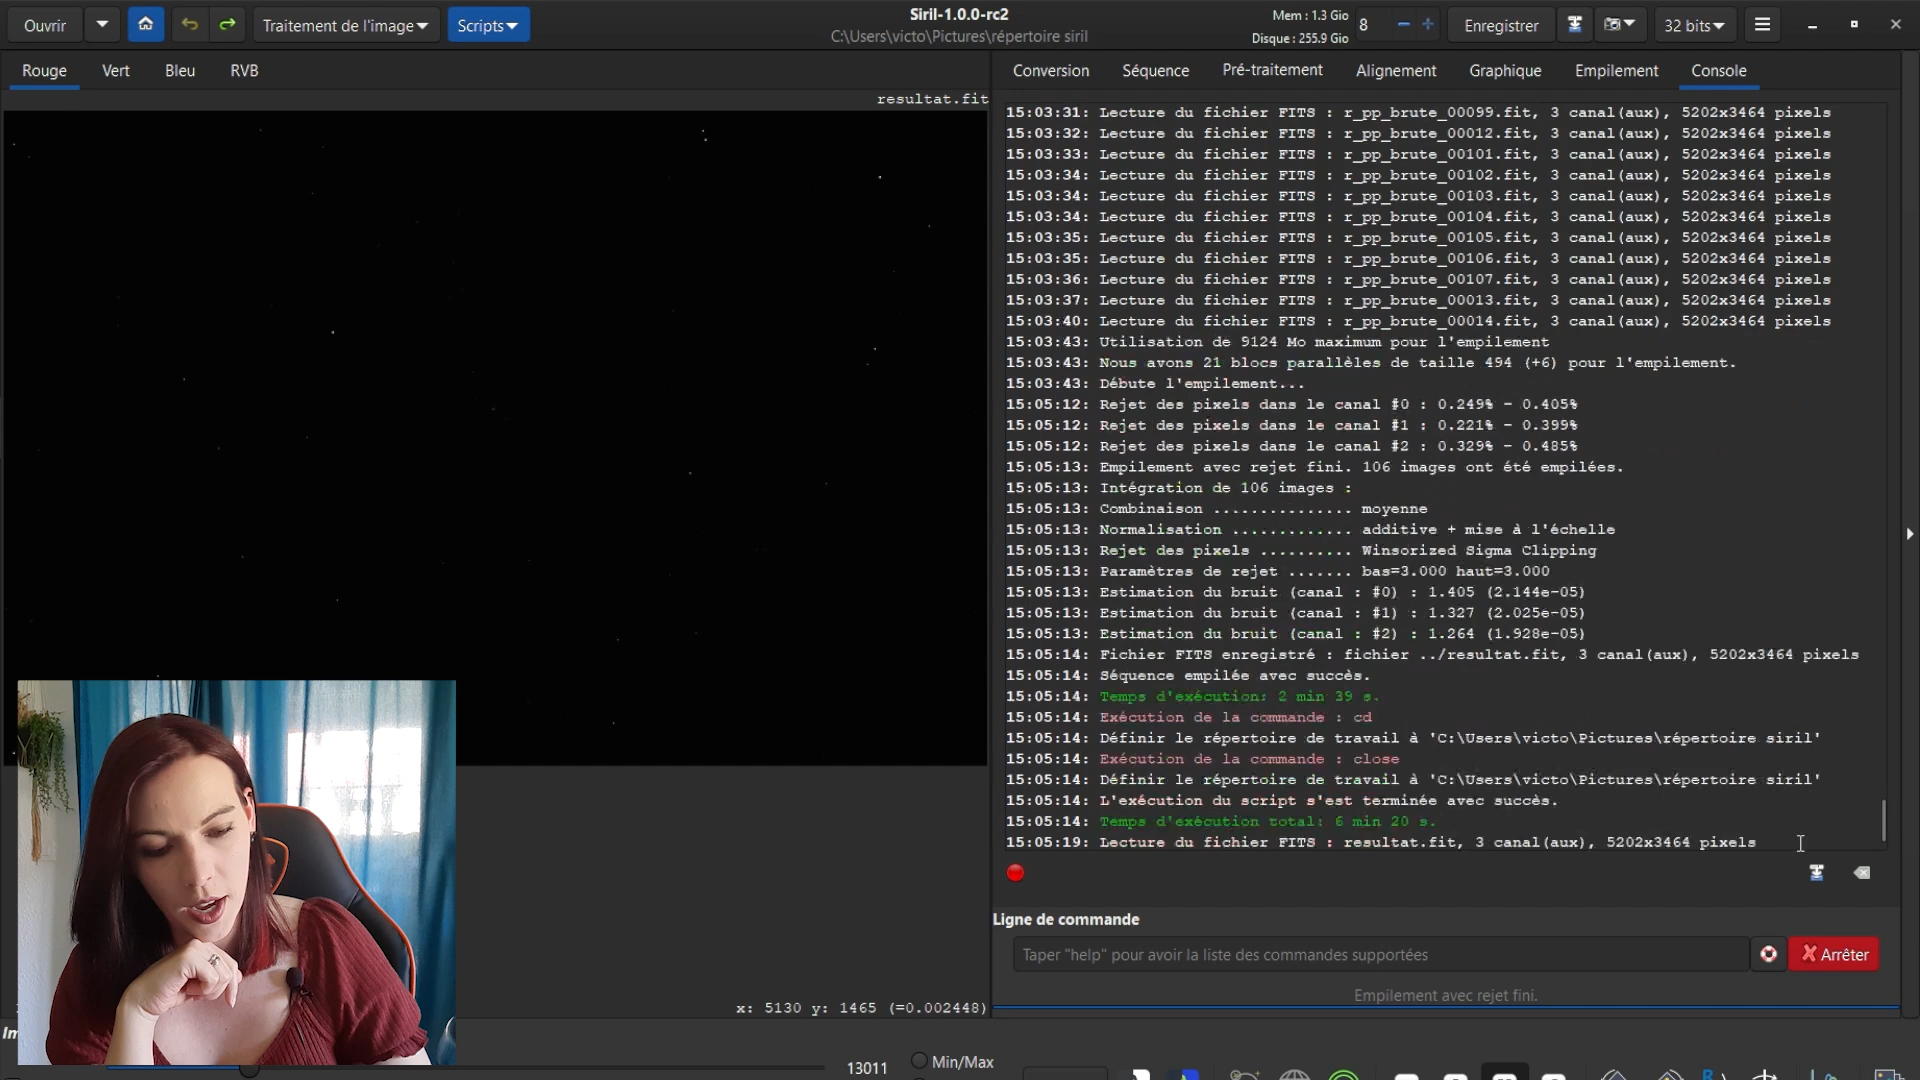 Ouvrir
Traitement de l'image
Scripts
Siril-1.0.0-rc2
C:\Users\victo\Pictures\répertoire siril
Mem : 1.3 Gio
Disque : 255.9 Gio
8
Enregistrer
32 bits
Rouge
Vert
Bleu
RVB
Conversion
Séquence
Pré-traitement
Alignement
Graphique
Empilement
Console
resultat.fit
15:03:31: Lecture du fichier FITS : r_pp_brute_00099.fit, 3 canal(aux), 5202x3464 pixels
15:03:32: Lecture du fichier FITS : r_pp_brute_00012.fit, 3 canal(aux), 5202x3464 pixels
15:03:33: Lecture du fichier FITS : r_pp_brute_00101.fit, 3 canal(aux), 5202x3464 pixels
15:03:34: Lecture du fichier FITS : r_pp_brute_00102.fit, 3 canal(aux), 5202x3464 pixels
15:03:34: Lecture du fichier FITS : r_pp_brute_00103.fit, 3 canal(aux), 5202x3464 pixels
15:03:34: Lecture du fichier FITS : r_pp_brute_00104.fit, 3 canal(aux), 5202x3464 pixels
15:03:35: Lecture du fichier FITS : r_pp_brute_00105.fit, 3 canal(aux), 5202x3464 pixels
15:03:35: Lecture du fichier FITS : r_pp_brute_00106.fit, 3 canal(aux), 5202x3464 pixels
15:03:36: Lecture du fichier FITS : r_pp_brute_00107.fit, 3 canal(aux), 5202x3464 pixels
15:03:37: Lecture du fichier FITS : r_pp_brute_00013.fit, 3 canal(aux), 5202x3464 pixels
15:03:40: Lecture du fichier FITS : r_pp_brute_00014.fit, 3 canal(aux), 5202x3464 pixels
15:03:43: Utilisation de 9124 Mo maximum pour l'empilement
15:03:43: Nous avons 21 blocs parallèles de taille 494 (+6) pour l'empilement.
15:03:43: Débute l'empilement...
15:05:12: Rejet des pixels dans le canal #0 : 0.249% - 0.405%
15:05:12: Rejet des pixels dans le canal #1 : 0.221% - 0.399%
15:05:12: Rejet des pixels dans le canal #2 : 0.329% - 0.485%
15:05:13: Empilement avec rejet fini. 106 images ont été empilées.
15:05:13: Intégration de 106 images :
15:05:13: Combinaison ............... moyenne
15:05:13: Normalisation ............. additive + mise à l'échelle
15:05:13: Rejet des pixels .......... Winsorized Sigma Clipping
15:05:13: Paramètres de rejet ....... bas=3.000 haut=3.000
15:05:13: Estimation du bruit (canal : #0) : 1.405 (2.144e-05)
15:05:13: Estimation du bruit (canal : #1) : 1.327 (2.025e-05)
15:05:13: Estimation du bruit (canal : #2) : 1.264 (1.928e-05)
15:05:14: Fichier FITS enregistré : fichier ../resultat.fit, 3 canal(aux), 5202x3464 pixels
15:05:14: Séquence empilée avec succès.
15:05:14: Temps d'exécution: 2 min 39 s.
15:05:14: Exécution de la commande : cd
15:05:14: Définir le répertoire de travail à 'C:\Users\victo\Pictures\répertoire siril'
15:05:14: Exécution de la commande : close
15:05:14: Définir le répertoire de travail à 'C:\Users\victo\Pictures\répertoire siril'
15:05:14: L'exécution du script s'est terminée avec succès.
15:05:14: Temps d'exécution total: 6 min 20 s.
15:05:19: Lecture du fichier FITS : resultat.fit, 3 canal(aux), 5202x3464 pixels
Ligne de commande
Taper "help" pour avoir la liste des commandes supportées
Arrêter
Empilement avec rejet fini.
x: 5130 y: 1465 (=0.002448)
13011
Min/Max